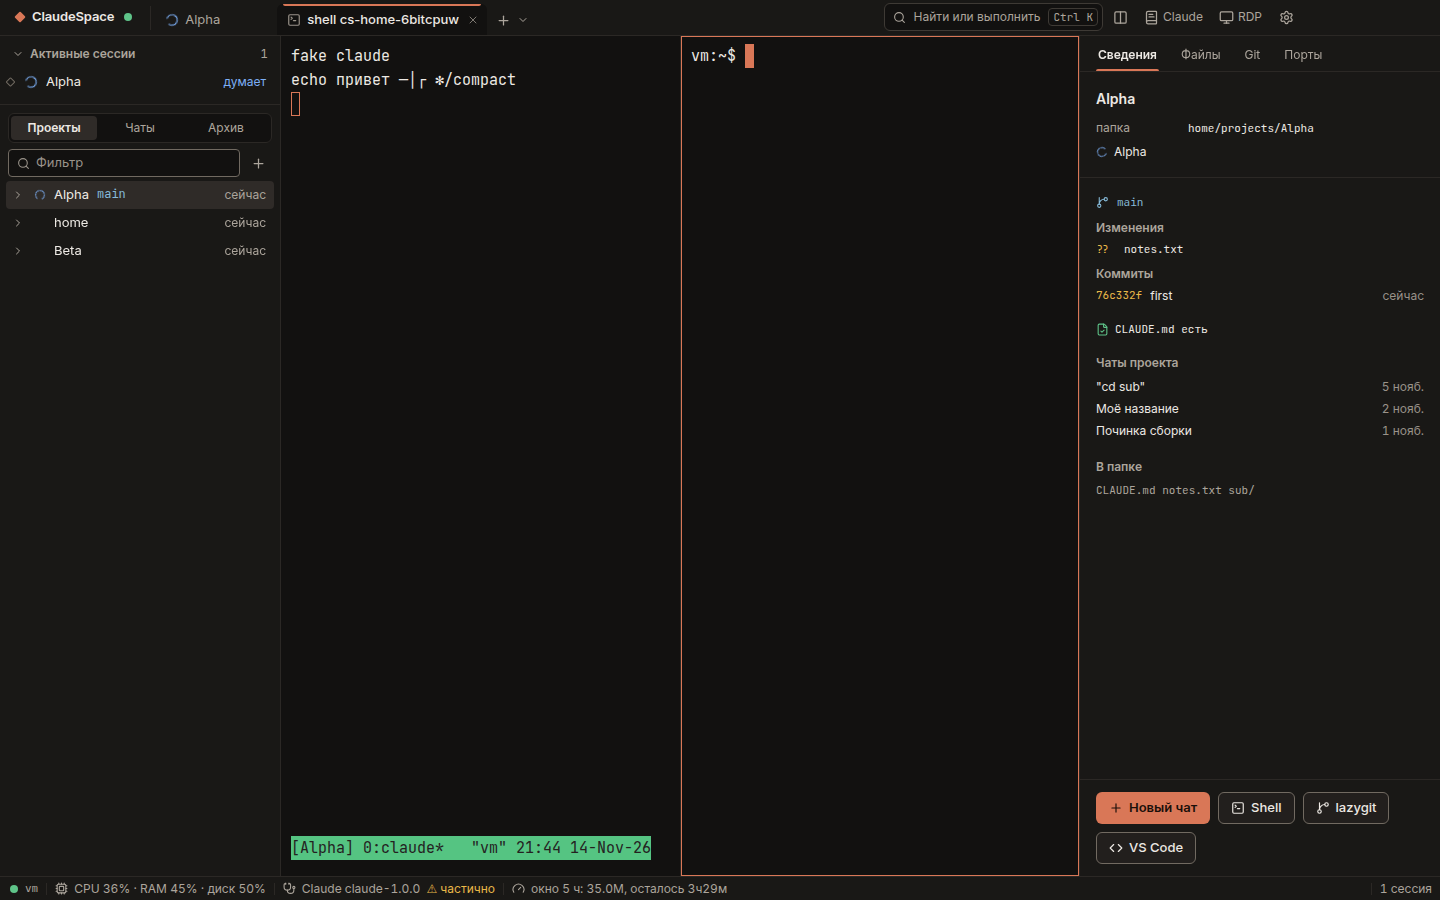 ClaudeSpace
Alpha
shell cs-home-6bitcpuw
Найти или выполнить Ctrl K
Claude
RDP
Активные сессии 1
Alpha думает
Проекты Чаты Архив
Фильтр
Alpha main сейчас
home сейчас
Beta сейчас
fake claude
echo привет —│┌ ✻/compact
[Alpha] 0:claude* "vm" 21:44 14-Nov-26
vm:~$
Сведения Файлы Git Порты
Alpha
папка home/projects/Alpha
Alpha
main
Изменения
?? notes.txt
Коммиты
76c332f first сейчас
CLAUDE.md есть
Чаты проекта
"cd sub" 5 нояб.
Моё название 2 нояб.
Починка сборки 1 нояб.
В папке
CLAUDE.md notes.txt sub/
Новый чат
Shell
lazygit
VS Code
vm CPU 36% · RAM 45% · диск 50% Claude claude-1.0.0 ⚠ частично окно 5 ч: 35.0M, осталось 3ч29м 1 сессия